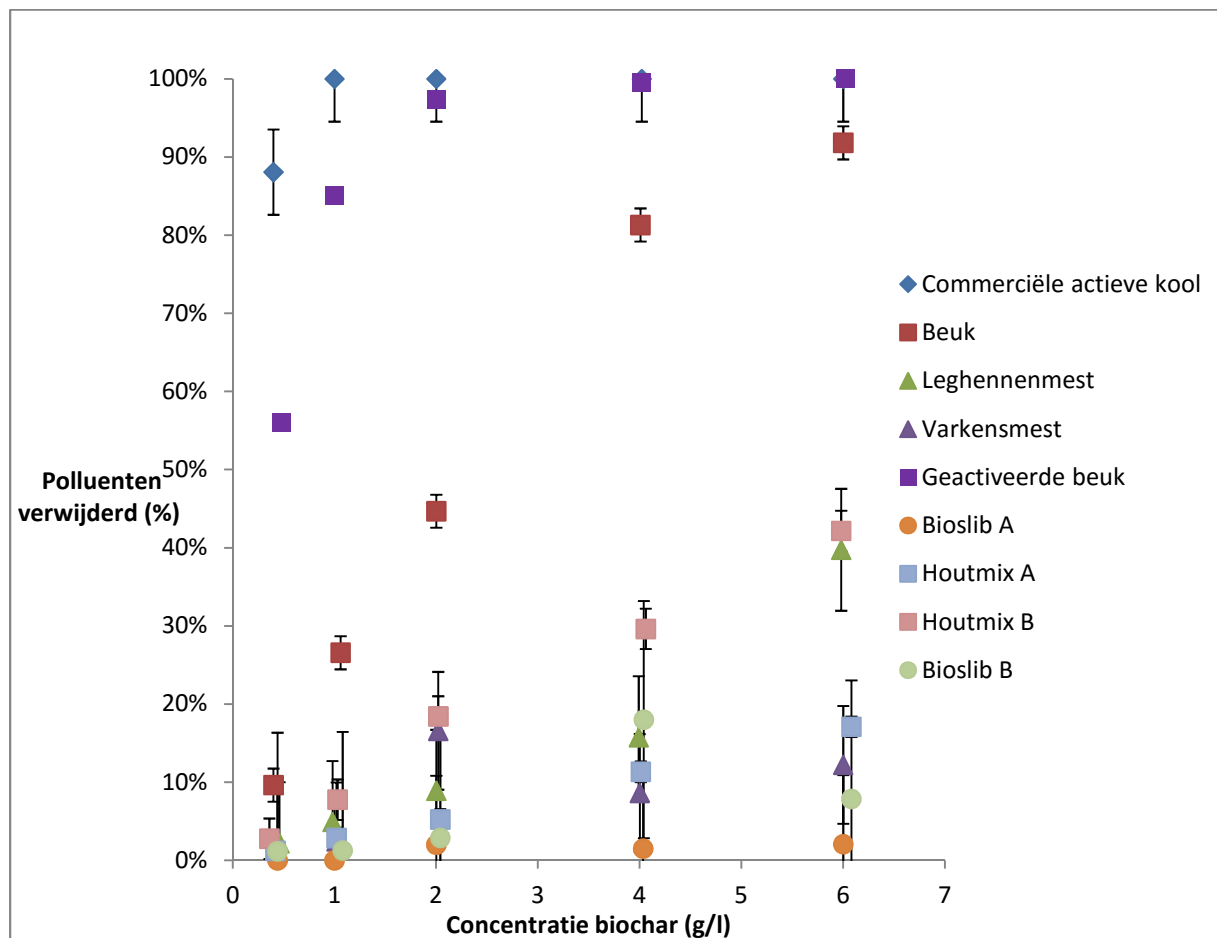 100%
90%
80%
70%
60%
50%
40%
30%
20%
10%
0%
Polluenten
verwijderd (%)
0 1 2 3 4 5 6 7
Concentratie biochar (g/l)
Commerciële actieve kool
Beuk
Leghennenmest
Varkensmest
Geactiveerde beuk
Bioslib A
Houtmix A
Houtmix B
Bioslib B